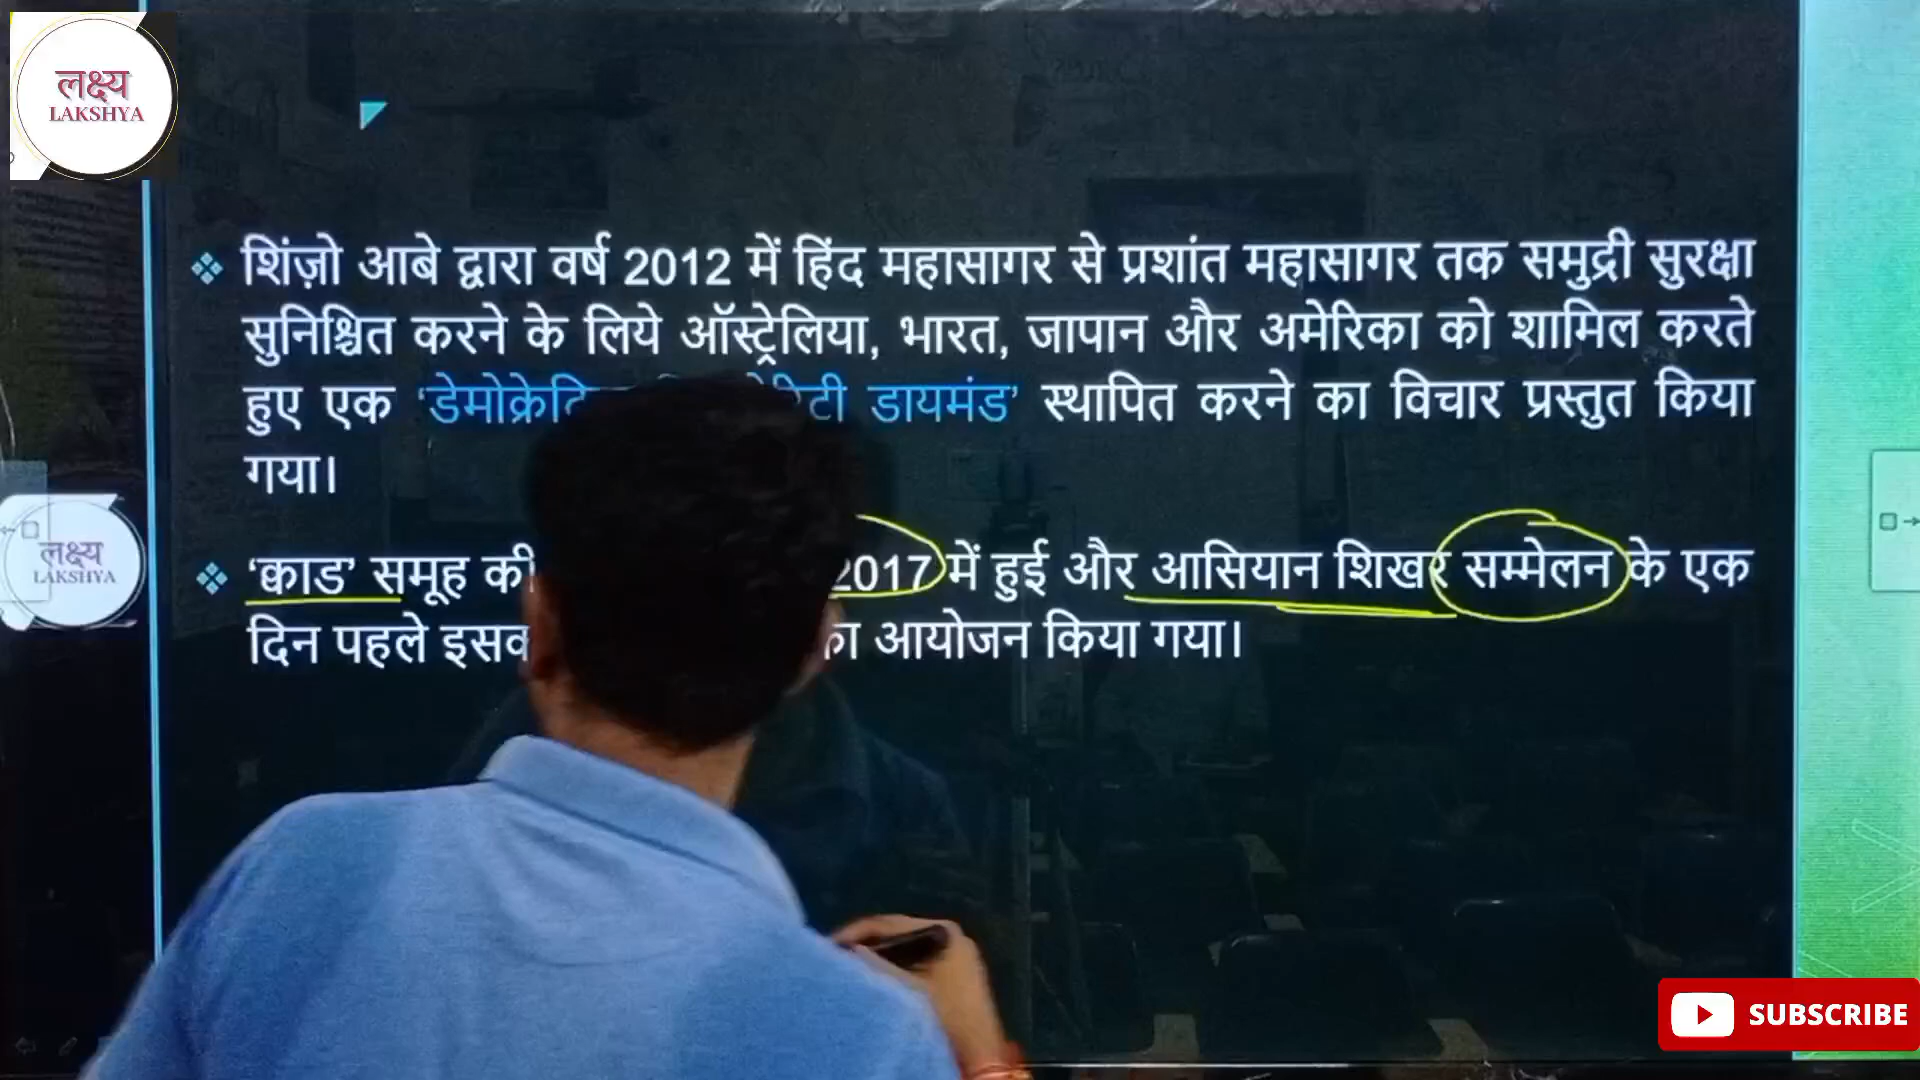 लक्ष्य
LAKSHYA
शिंज़ो आबे द्वारा वर्ष 2012 में हिंद महासागर से प्रशांत महासागर तक समुद्री सुरक्षा
सुनिश्चित करने के लिये ऑस्ट्रेलिया, भारत, जापान और अमेरिका को शामिल करते
हुए एक ‘डेमोक्रेटि डायमंड’ स्थापित करने का विचार प्रस्तुत किया
गया।
लक्ष्य
LAKSHYA
‘क्वाड’ समूह की 2017 में हुई और आसियान शिखर सम्मेलन के एक
दिन पहले का आयोजन किया गया।
SUBSCRIBE